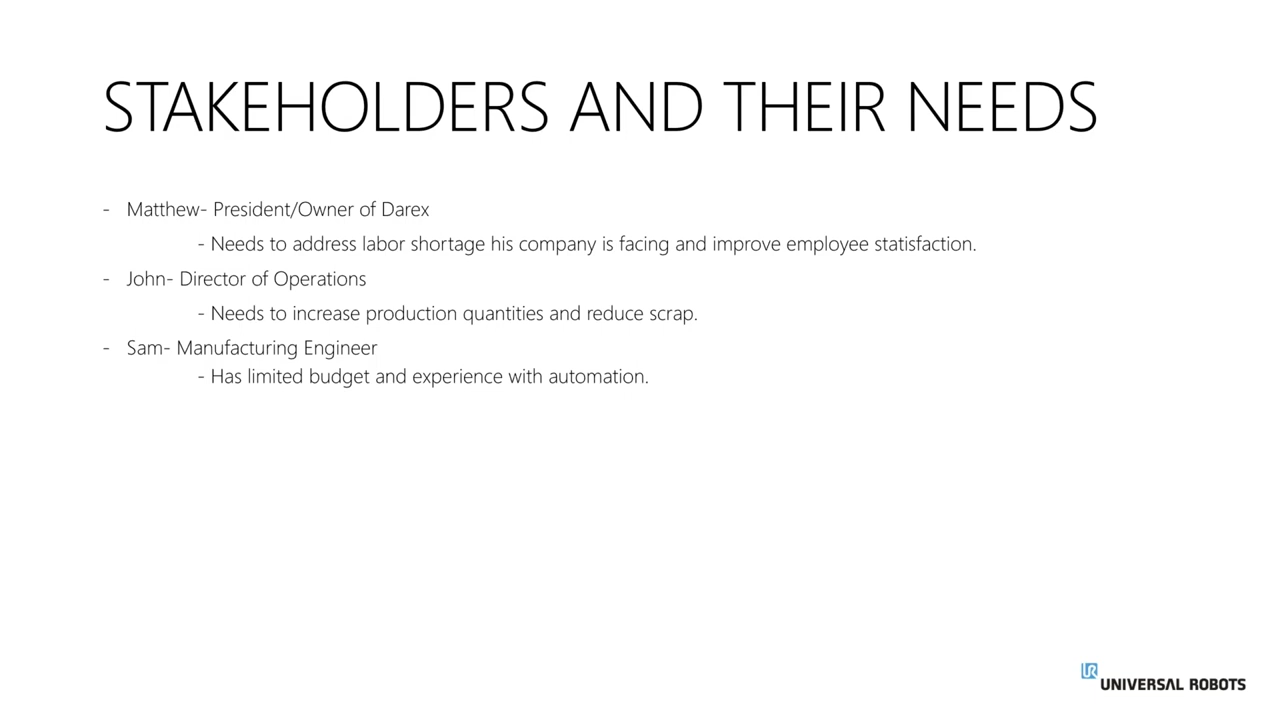 STAKEHOLDERS AND THEIR NEEDS
- Matthew- President/Owner of Darex
- Needs to address labor shortage his company is facing and improve employee statisfaction.
- John- Director of Operations
- Needs to increase production quantities and reduce scrap.
- Sam- Manufacturing Engineer
- Has limited budget and experience with automation.
UR
UNIVERSAL ROBOTS